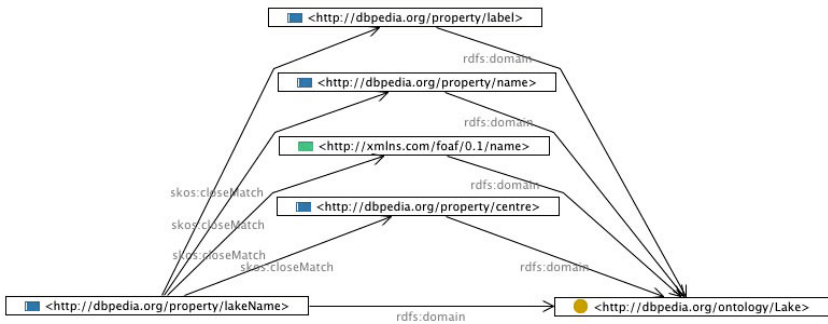 <http://dbpedia.org/property/label>
rdfs:domain
<http://dbpedia.org/property/name>
rdfs:domain
<http://xmlns.com/foaf/0.1/name>
rdfs:domain
skos:closeMatch
<http://dbpedia.org/property/centre>
skos:closeMatch
skos:closeMatch
skos:closeMatch
rdfs:domain
<http://dbpedia.org/property/lakeName>
rdfs:domain
<http://dbpedia.org/ontology/Lake>